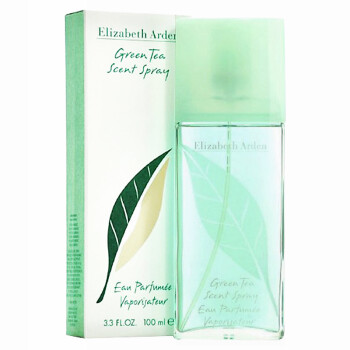 Elizabeth Arden
Green Tea
Scent Spray
Eau Parfumée
Vaporisateur
3.3 FL.OZ. 100 ml ℮
Elizabeth Arden
Green Tea
Scent Spray
Eau Parfumée
Vaporisateur